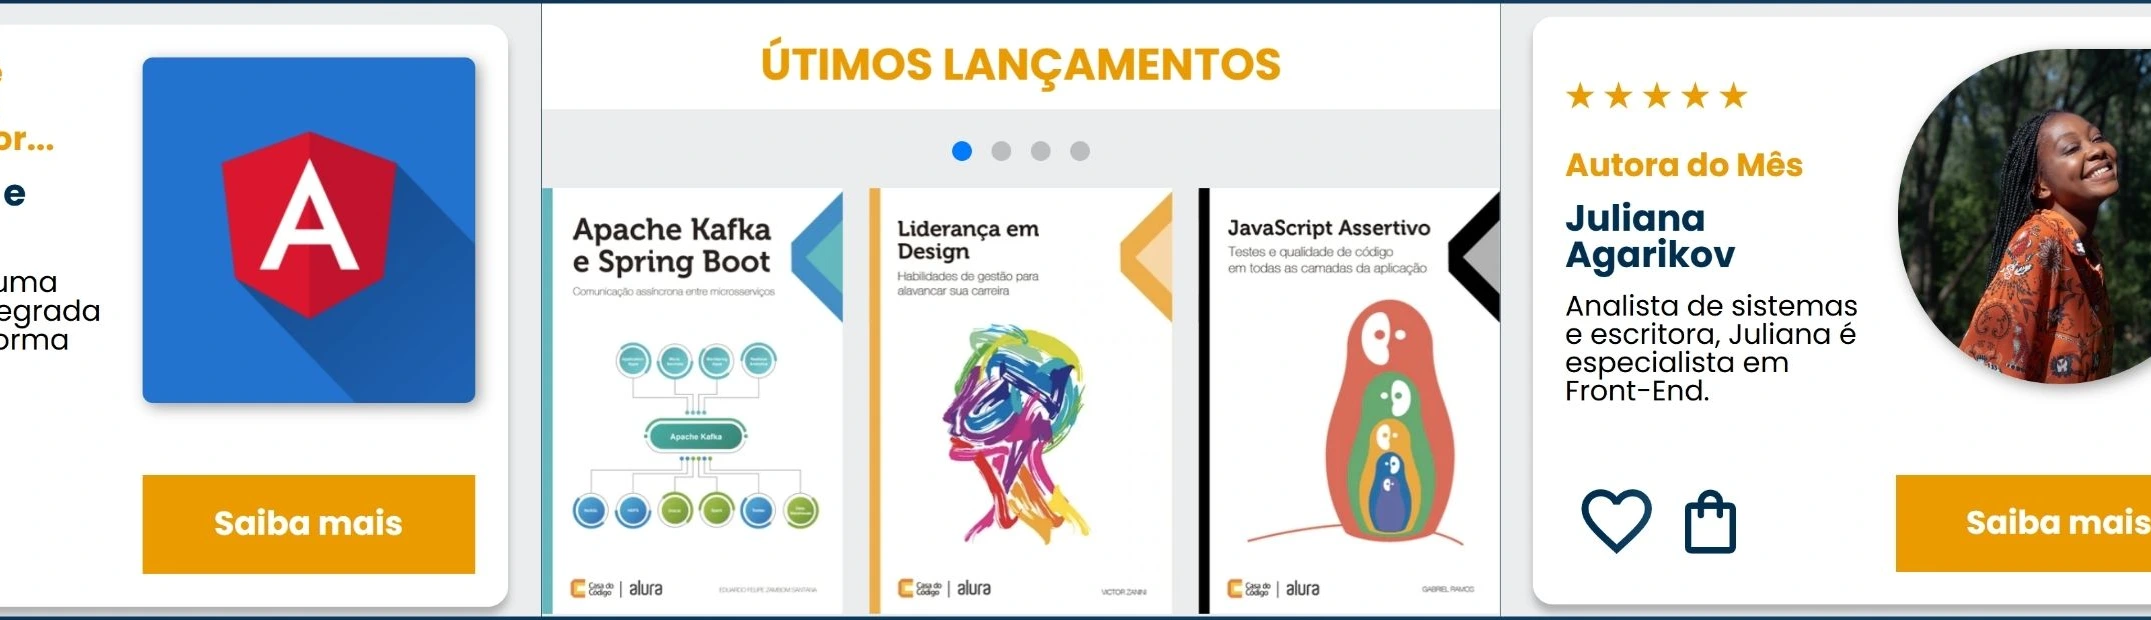 e
or...
e
uma
egrada
orma
Saiba mais
ÚTIMOS LANÇAMENTOS
Apache Kafka
e Spring Boot
Comunicação assíncrona entre microsserviços
Apache Kafka
Casa do
Código
alura
EDUARDO FELIPE ZAMBOM SANTANA
Liderança em
Design
Habilidades de gestão para
alavancar sua carreira
Casa do
Código
alura
VICTOR ZANINI
JavaScript Assertivo
Testes e qualidade de código
em todas as camadas da aplicação
Casa do
Código
alura
GABRIEL RAMOS
Autora do Mês
Juliana
Agarikov
Analista de sistemas
e escritora, Juliana é
especialista em
Front-End.
Saiba mais